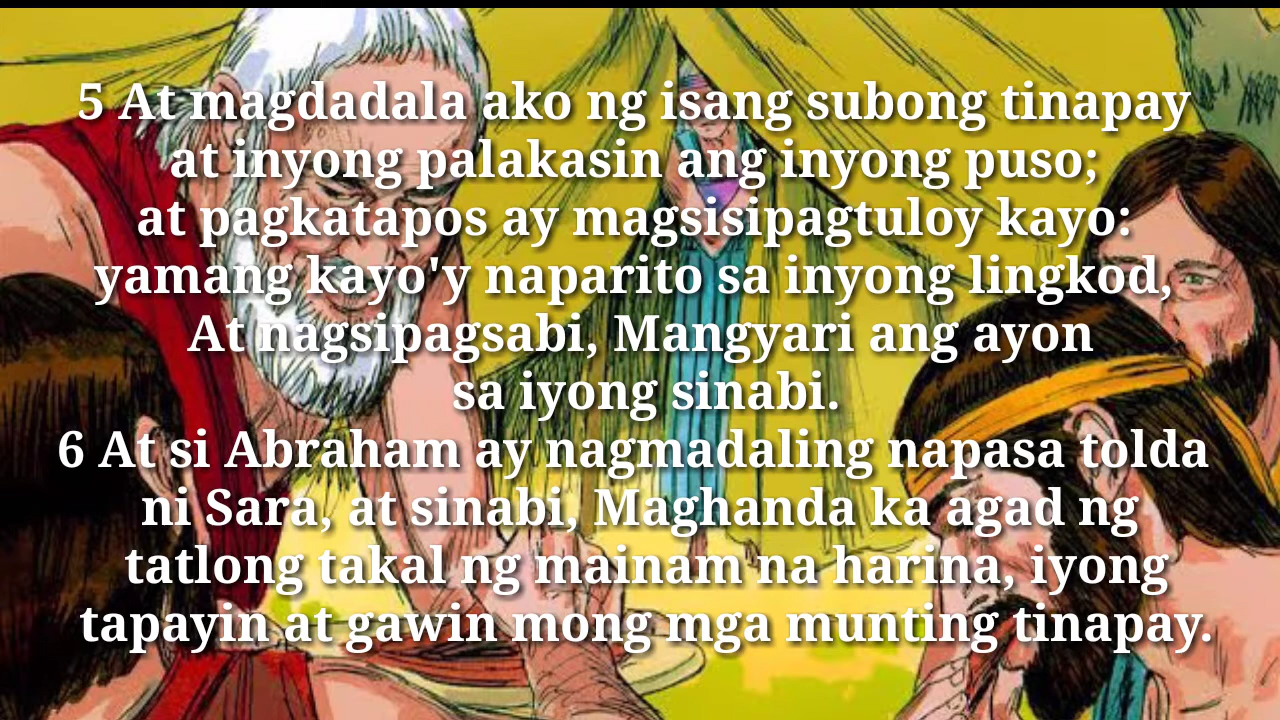 5 At magdadala ako ng isang subong tinapay
at inyong palakasin ang inyong puso;
at pagkatapos ay magsisipagtuloy kayo:
yamang kayo'y naparito sa inyong lingkod,
At nagsipagsabi, Mangyari ang ayon
sa iyong sinabi.
6 At si Abraham ay nagmadaling napasa tolda
ni Sara, at sinabi, Maghanda ka agad ng
tatlong takal ng mainam na harina, iyong
tapayin at gawin mong mga munting tinapay.